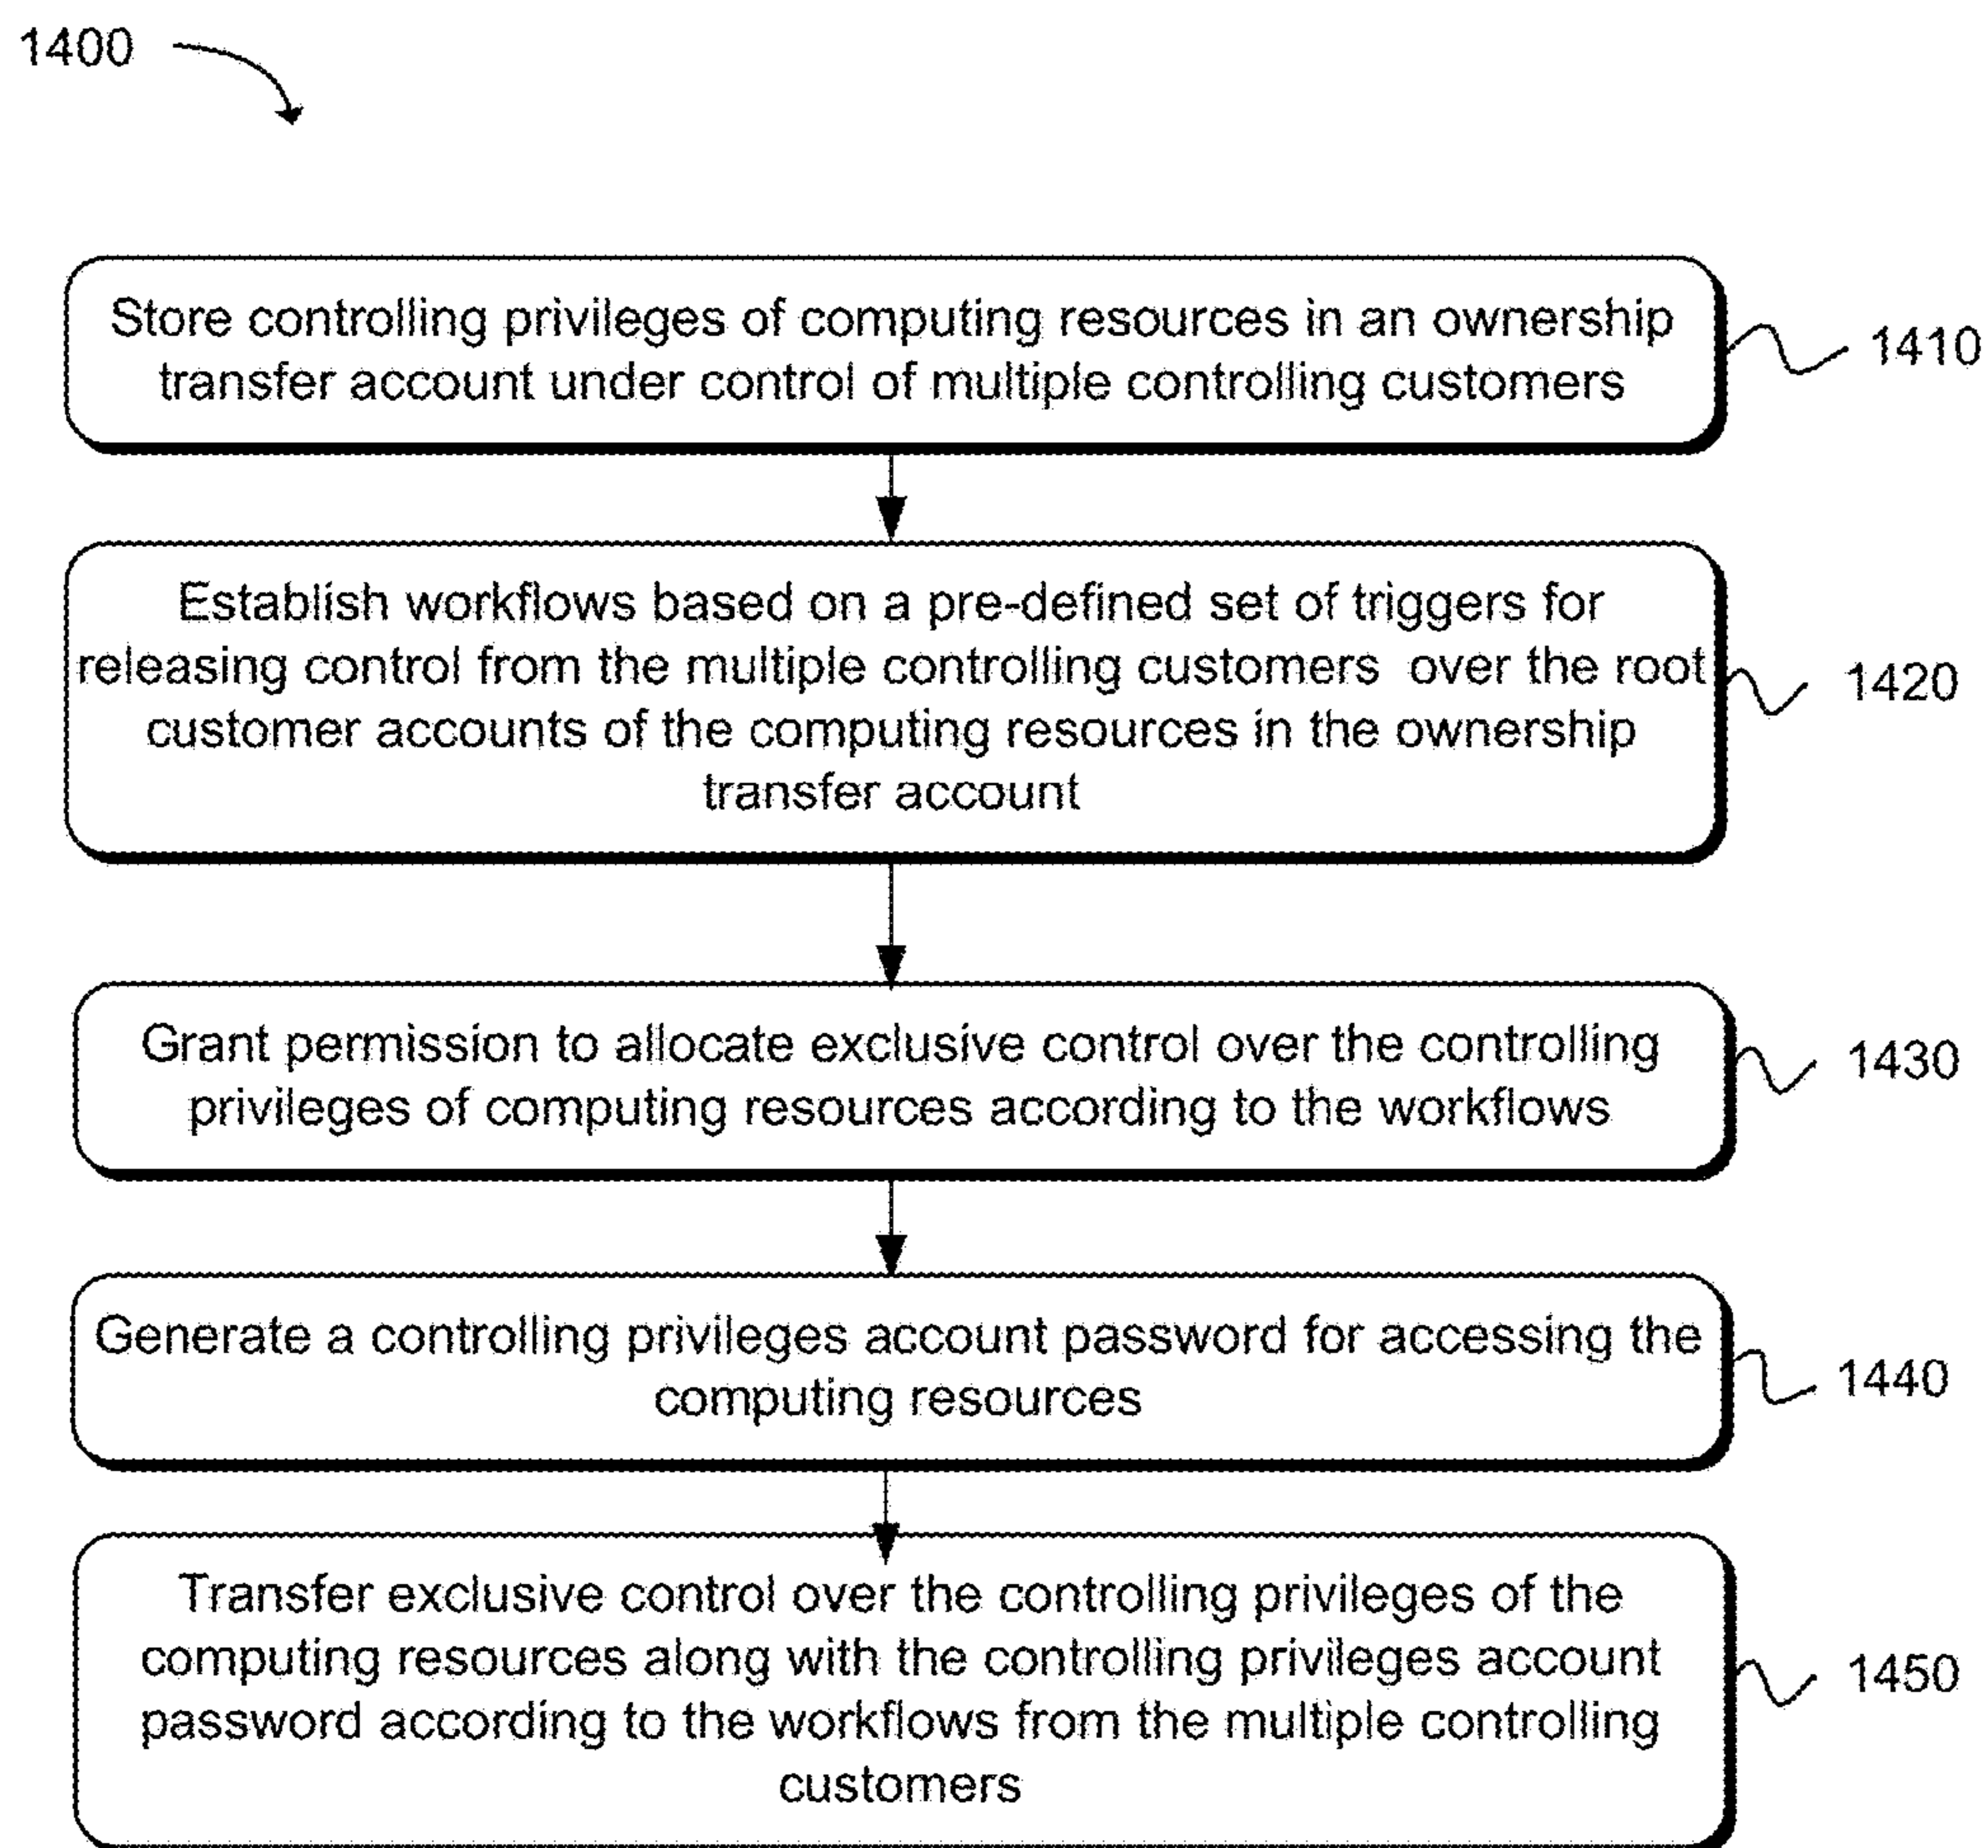 1400
Store controlling privileges of computing resources in an ownership
transfer account under control of multiple controlling customers
1410
Establish workflows based on a pre-defined set of triggers for
releasing control from the multiple controlling customers over the root
customer accounts of the computing resources in the ownership
transfer account
1420
Grant permission to allocate exclusive control over the controlling
privileges of computing resources according to the workflows
1430
Generate a controlling privileges account password for accessing the
computing resources
1440
Transfer exclusive control over the controlling privileges of the
computing resources along with the controlling privileges account
password according to the workflows from the multiple controlling
customers
1450